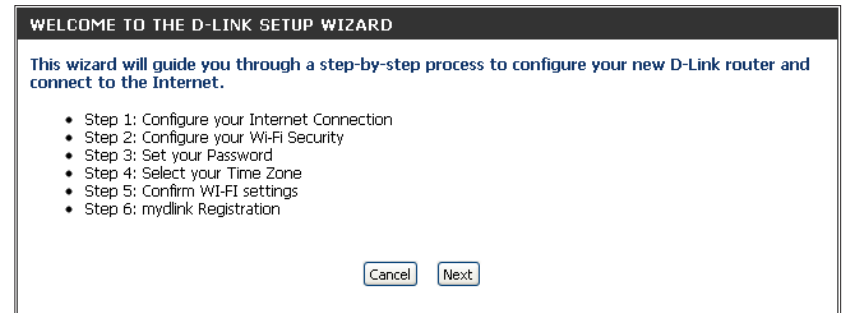 WELCOME TO THE D-LINK SETUP WIZARD
This wizard will guide you through a step-by-step process to configure your new D-Link router and
connect to the Internet.
• Step 1: Configure your Internet Connection
• Step 2: Configure your Wi-Fi Security
• Step 3: Set your Password
• Step 4: Select your Time Zone
• Step 5: Confirm WI-FI settings
• Step 6: mydlink Registration
Cancel Next